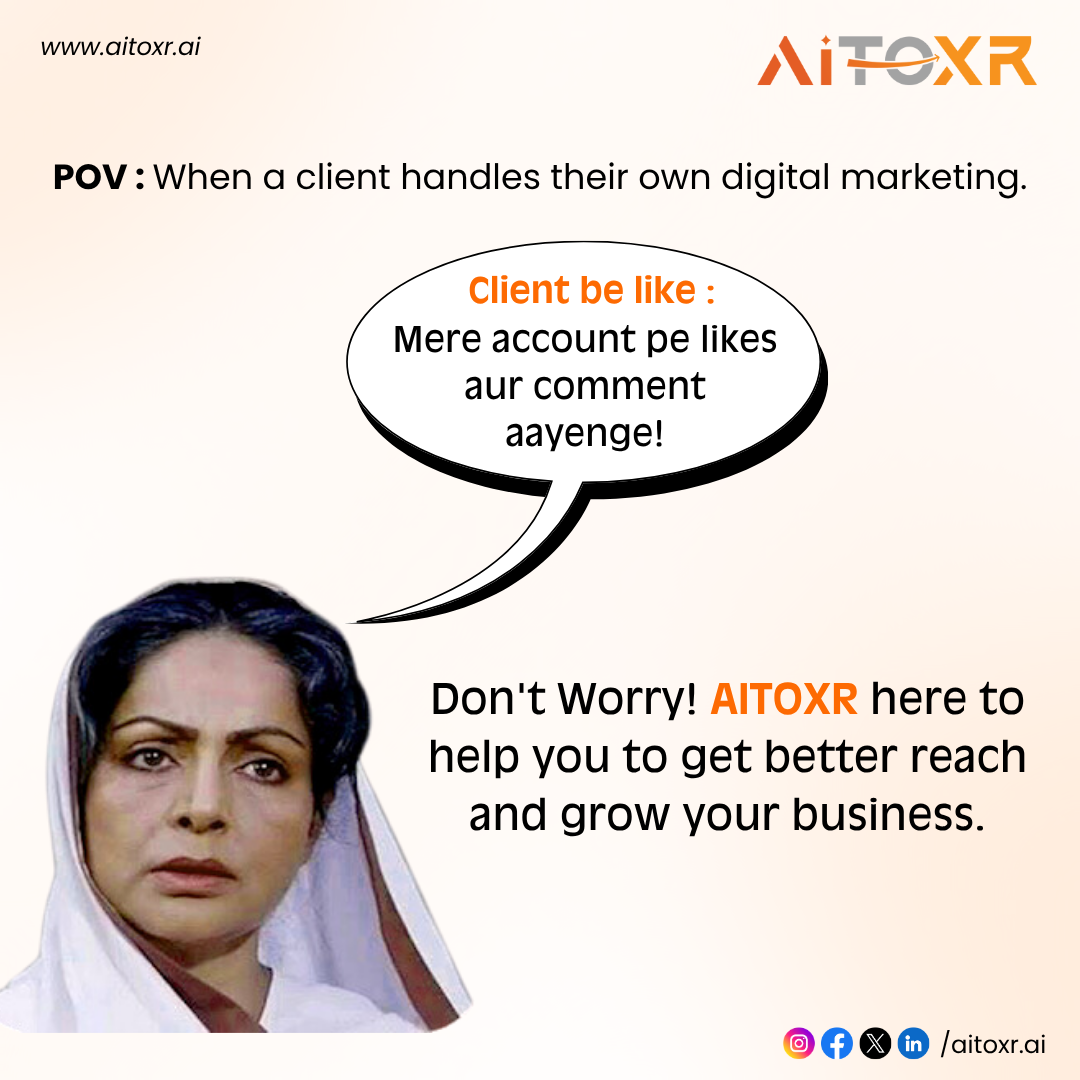 www.aitoxr.ai
AiTOXR
POV : When a client handles their own digital marketing.
Client be like :
Mere account pe likes
aur comment
aayenge!
Don't Worry! AITOXR here to
help you to get better reach
and grow your business.
/aitoxr.ai